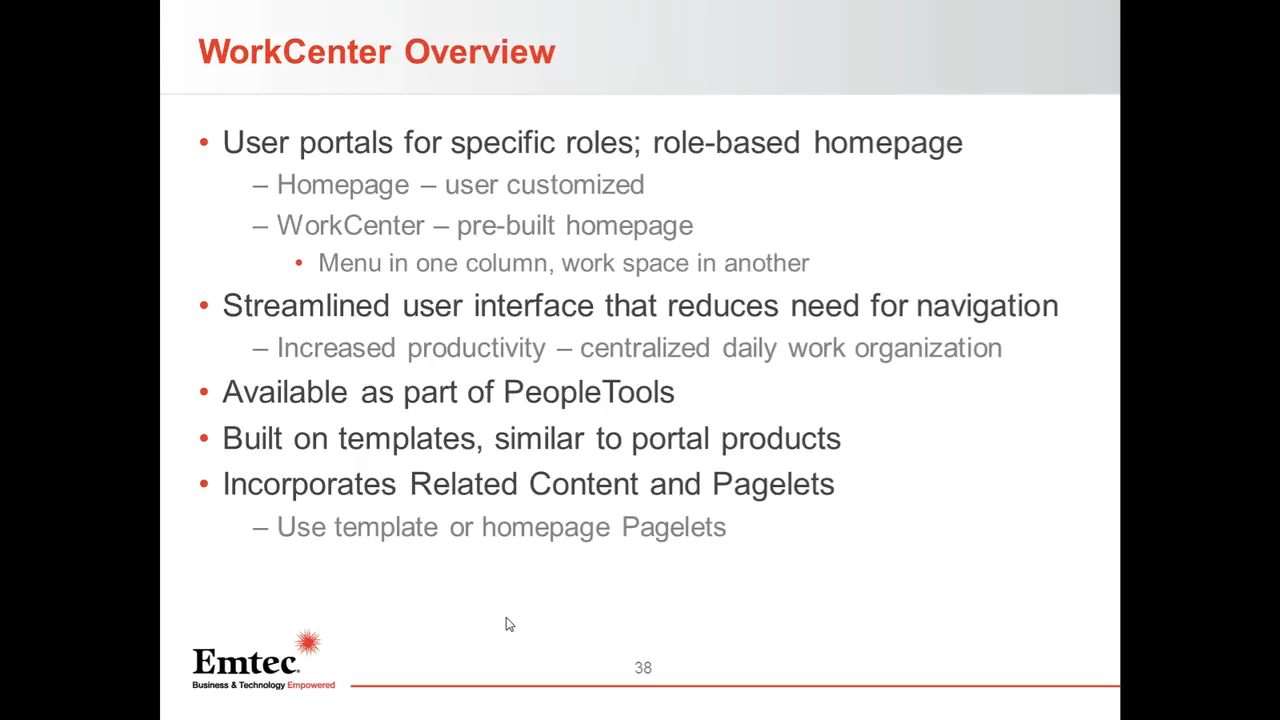 WorkCenter Overview
• User portals for specific roles; role-based homepage
– Homepage – user customized
– WorkCenter – pre-built homepage
• Menu in one column, work space in another
• Streamlined user interface that reduces need for navigation
– Increased productivity – centralized daily work organization
• Available as part of PeopleTools
• Built on templates, similar to portal products
• Incorporates Related Content and Pagelets
– Use template or homepage Pagelets
Emtec.
Business & Technology Empowered
38